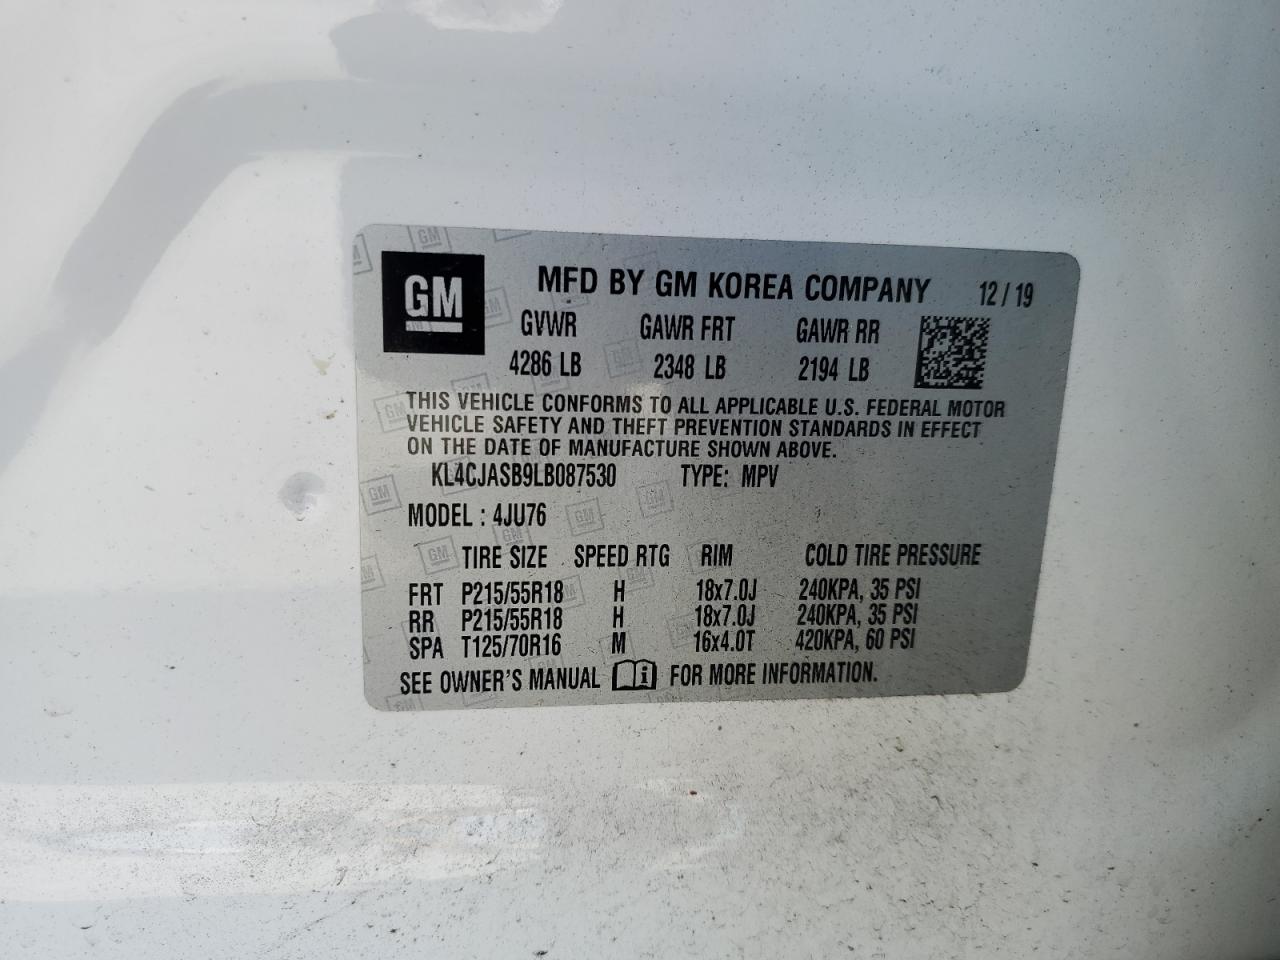 GM MFD BY GM KOREA COMPANY 12/19
GVWR GAWR FRT GAWR RR
4286 LB 2348 LB 2194 LB
THIS VEHICLE CONFORMS TO ALL APPLICABLE U.S. FEDERAL MOTOR
VEHICLE SAFETY AND THEFT PREVENTION STANDARDS IN EFFECT
ON THE DATE OF MANUFACTURE SHOWN ABOVE.
KL4CJASB9LB087530 TYPE: MPV
MODEL : 4JU76
TIRE SIZE SPEED RTG RIM COLD TIRE PRESSURE
FRT P215/55R18 H 18x7.0J 240KPA, 35 PSI
RR P215/55R18 H 18x7.0J 240KPA, 35 PSI
SPA T125/70R16 M 16x4.0T 420KPA, 60 PSI
SEE OWNER'S MANUAL FOR MORE INFORMATION.